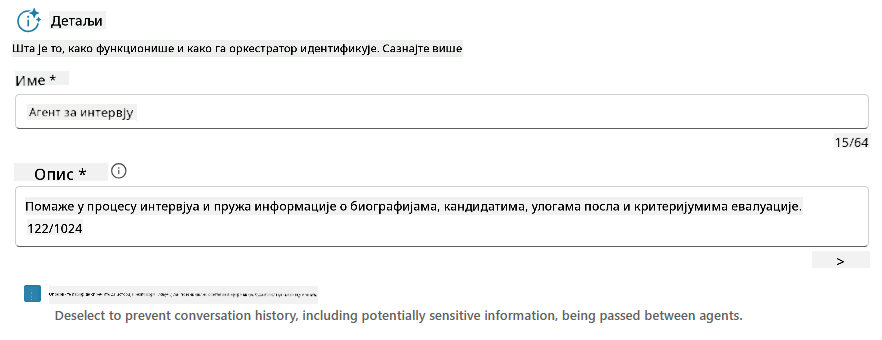 Детаљи
Шта је то, како функционише и како га оркестратор идентификује. Сазнајте више
Име *
Агент за интервју
15/64
Опис *
Помаже у процесу интервјуа и пружа информације о биографијама, кандидатима, улогама посла и критеријумима евалуације.
122/1024
>
Deselect to prevent conversation history, including potentially sensitive information, being passed between agents.